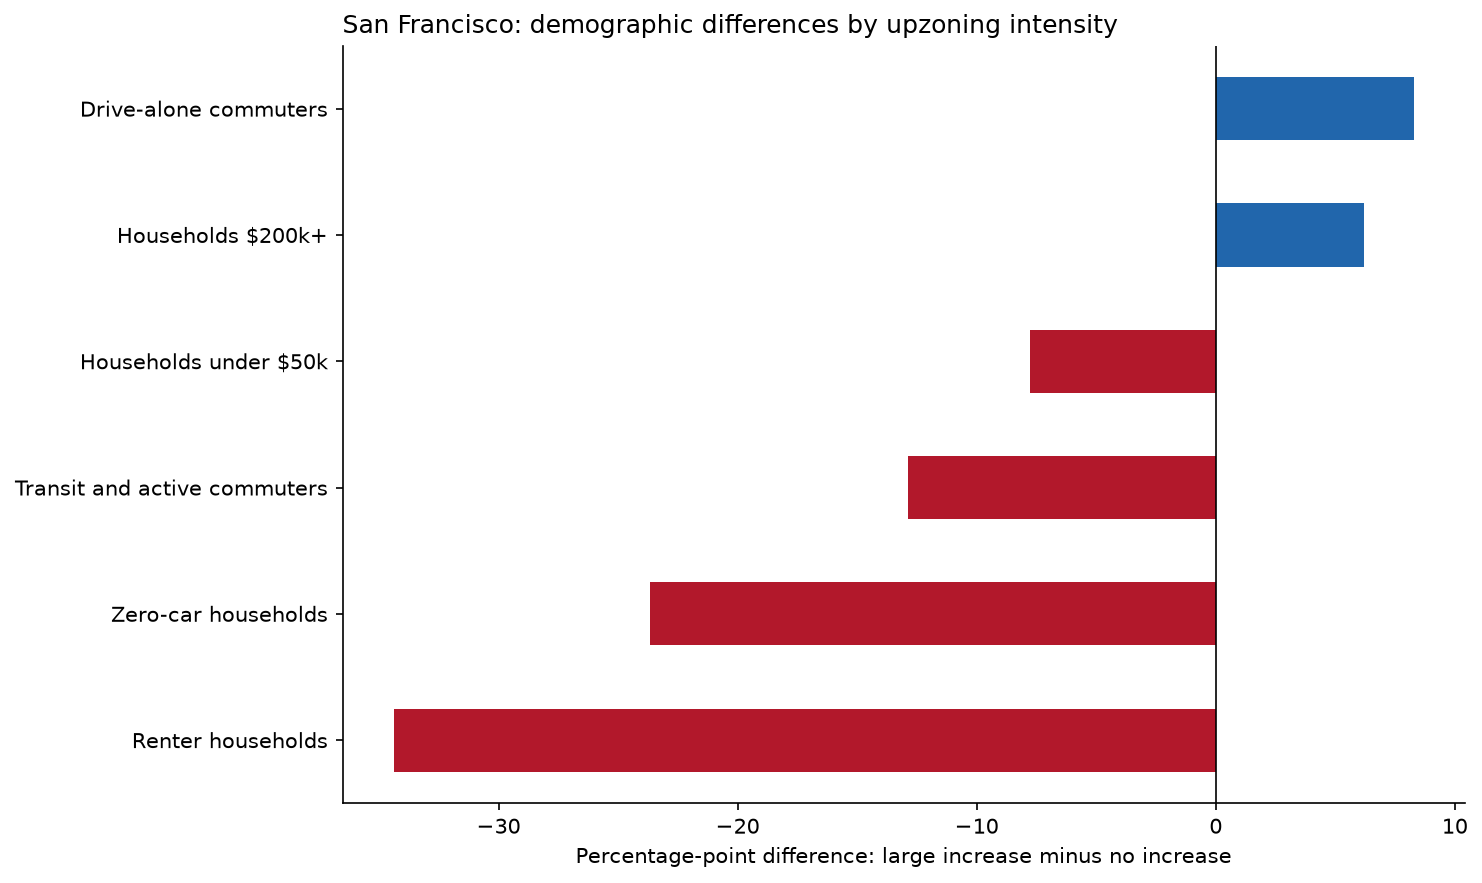 San Francisco: demographic differences by upzoning intensity
Drive-alone commuters
Households $200k+
Households under $50k
Transit and active commuters
Zero-car households
Renter households
−30 −20 −10 0 10
Percentage-point difference: large increase minus no increase